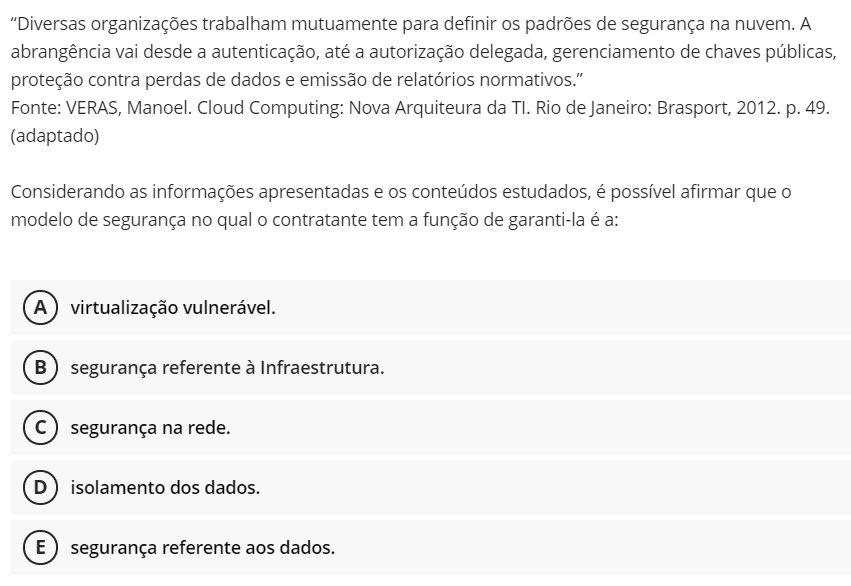 “Diversas organizações trabalham mutuamente para definir os padrões de segurança na nuvem. A
abrangência vai desde a autenticação, até a autorização delegada, gerenciamento de chaves públicas,
proteção contra perdas de dados e emissão de relatórios normativos.”
Fonte: VERAS, Manoel. Cloud Computing: Nova Arquiteura da TI. Rio de Janeiro: Brasport, 2012. p. 49.
(adaptado)
Considerando as informações apresentadas e os conteúdos estudados, é possível afirmar que o
modelo de segurança no qual o contratante tem a função de garanti-la é a:
A virtualização vulnerável.
B segurança referente à Infraestrutura.
C segurança na rede.
D isolamento dos dados.
E segurança referente aos dados.